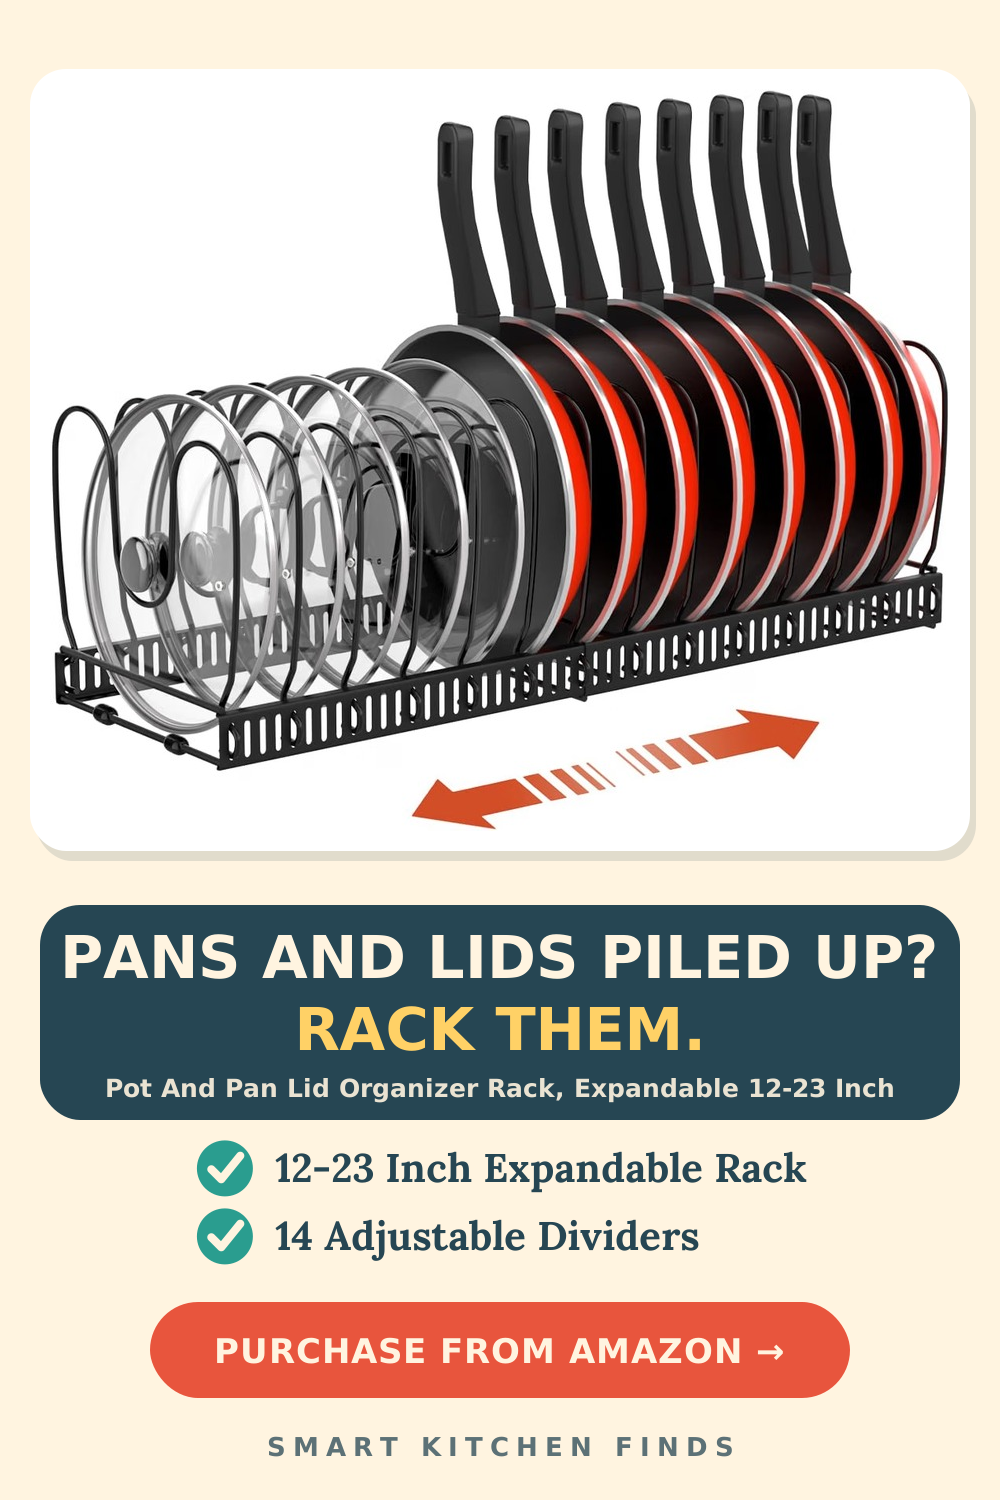 PANS AND LIDS PILED UP?
RACK THEM.
Pot And Pan Lid Organizer Rack, Expandable 12-23 Inch
12-23 Inch Expandable Rack
14 Adjustable Dividers
PURCHASE FROM AMAZON →
SMART KITCHEN FINDS